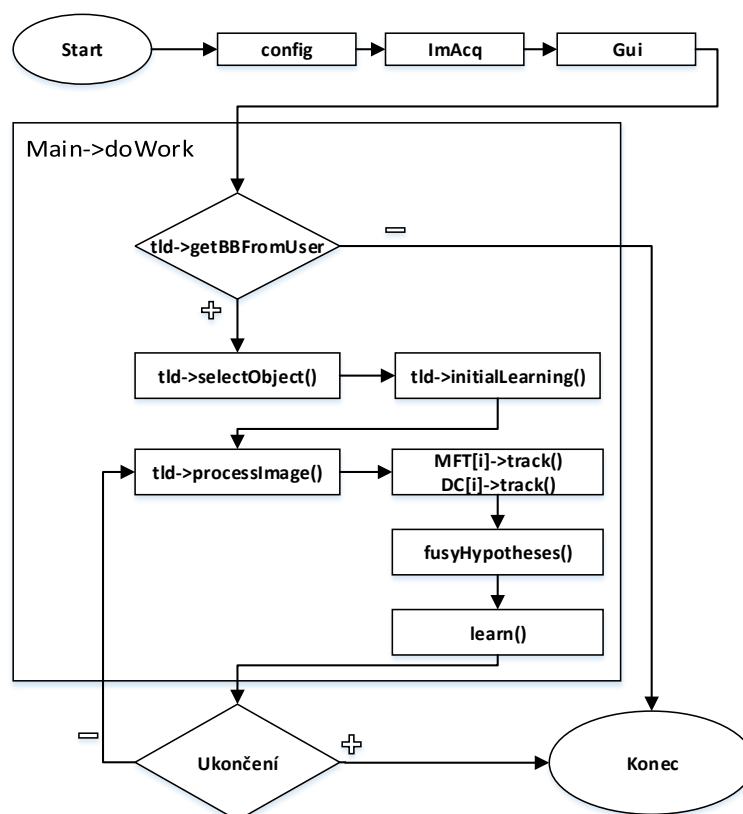 Start
config
ImAcq
Gui
Main->doWork
tld->getBBFromUser
tld->selectObject()
tld->initialLearning()
tld->processImage()
MFT[i]->track()
DC[i]->track()
fusyHypotheses()
learn()
Ukončení
Konec